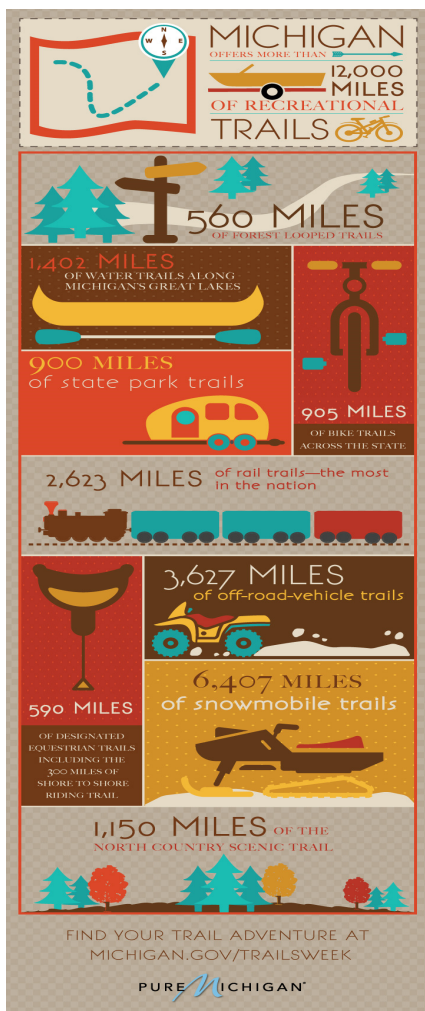 N
W E
S
MICHIGAN
OFFERS MORE THAN
12,000
MILES
OF RECREATIONAL
TRAILS
560 MILES
OF FOREST LOOPED TRAILS
1,402 MILES
OF WATER TRAILS ALONG
MICHIGAN'S GREAT LAKES
900 MILES
of state park trails
905 MILES
OF BIKE TRAILS
ACROSS THE STATE
2,623 MILES of rail trails—the most
in the nation
3,627 MILES
of off-road-vehicle trails
590 MILES
OF DESIGNATED
EQUESTRIAN TRAILS
INCLUDING THE
300 MILES OF
SHORE TO SHORE
RIDING TRAIL
6,407 MILES
of snowmobile trails
1,150 MILES OF THE
NORTH COUNTRY SCENIC TRAIL
FIND YOUR TRAIL ADVENTURE AT
MICHIGAN.GOV/TRAILSWEEK
PURE MICHIGAN®